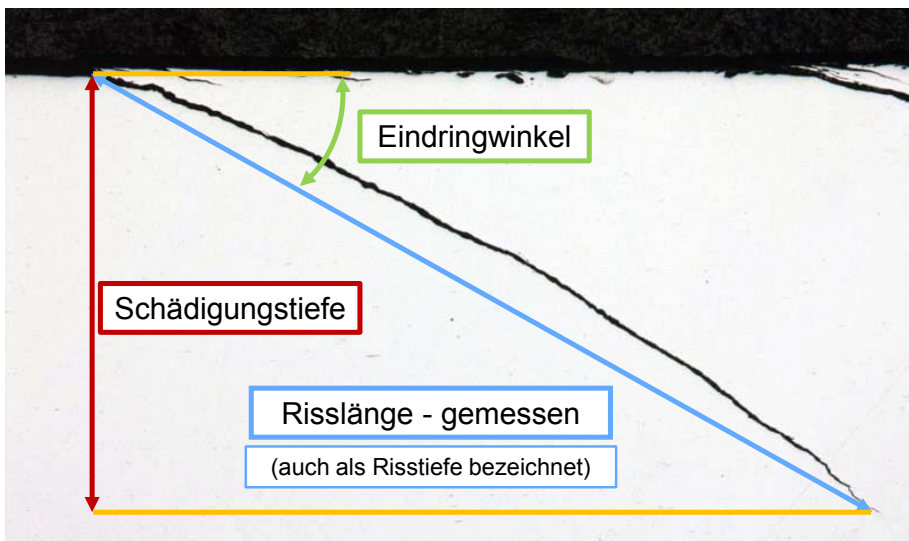 Eindringwinkel
Schädigungstiefe
Risslänge - gemessen
(auch als Risstiefe bezeichnet)